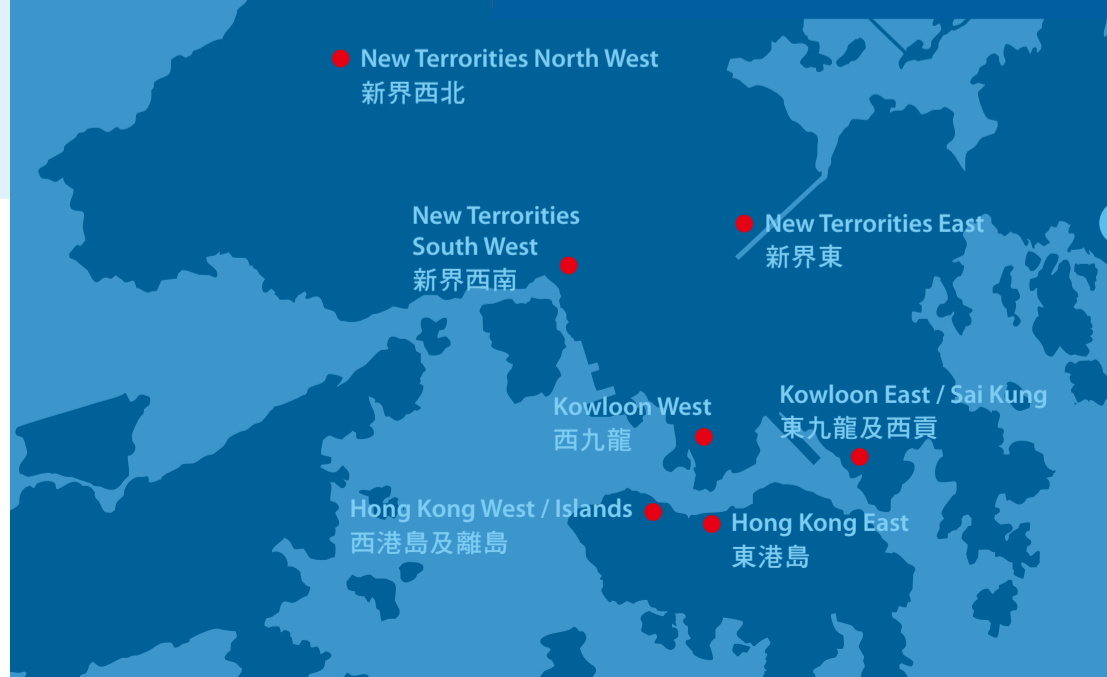 New Terrorities North West
新界西北
New Terrorities
South West
新界西南
New Terrorities East
新界東
Kowloon West
西九龍
Kowloon East / Sai Kung
東九龍及西貢
Hong Kong West / Islands
西港島及離島
Hong Kong East
東港島